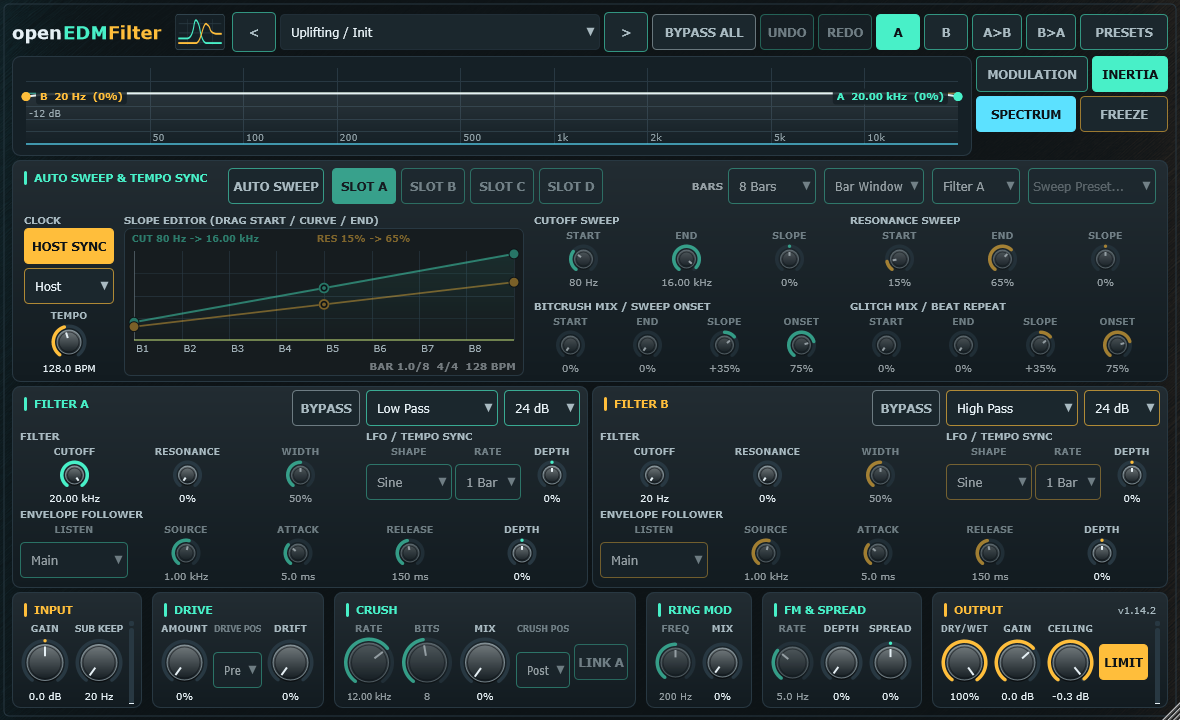 openEDMFilter < Uplifting / Init > BYPASS ALL UNDO REDO A B A>B B>A PRESETS
B 20 Hz (0%) A 20.00 kHz (0%)
-12 dB
50 100 200 500 1k 2k 5k 10k
MODULATION INERTIA
SPECTRUM FREEZE
AUTO SWEEP & TEMPO SYNC AUTO SWEEP SLOT A SLOT B SLOT C SLOT D BARS 8 Bars Bar Window Filter A Sweep Preset...
CLOCK
HOST SYNC
Host
TEMPO
128.0 BPM
SLOPE EDITOR (DRAG START / CURVE / END)
CUT 80 Hz -> 16.00 kHz RES 15% -> 65%
B1 B2 B3 B4 B5 B6 B7 B8
BAR 1.0/8 4/4 128 BPM
CUTOFF SWEEP
START END SLOPE
80 Hz 16.00 kHz 0%
RESONANCE SWEEP
START END SLOPE
15% 65% 0%
BITCRUSH MIX / SWEEP ONSET
START END SLOPE ONSET
0% 0% +35% 75%
GLITCH MIX / BEAT REPEAT
START END SLOPE ONSET
0% 0% +35% 75%
FILTER A BYPASS Low Pass 24 dB
FILTER LFO / TEMPO SYNC
CUTOFF RESONANCE WIDTH SHAPE RATE DEPTH
Sine 1 Bar
20.00 kHz 0% 50% 0%
ENVELOPE FOLLOWER
LISTEN SOURCE ATTACK RELEASE DEPTH
Main
1.00 kHz 5.0 ms 150 ms 0%
FILTER B BYPASS High Pass 24 dB
FILTER LFO / TEMPO SYNC
CUTOFF RESONANCE WIDTH SHAPE RATE DEPTH
Sine 1 Bar
20 Hz 0% 50% 0%
ENVELOPE FOLLOWER
LISTEN SOURCE ATTACK RELEASE DEPTH
Main
1.00 kHz 5.0 ms 150 ms 0%
INPUT
GAIN SUB KEEP
0.0 dB 20 Hz
DRIVE
AMOUNT DRIVE POS DRIFT
Pre
0% 0%
CRUSH
RATE BITS MIX CRUSH POS
Post LINK A
12.00 kHz 8 0%
RING MOD
FREQ MIX
200 Hz 0%
FM & SPREAD
RATE DEPTH SPREAD
5.0 Hz 0% 0%
OUTPUT v1.14.2
DRY/WET GAIN CEILING
LIMIT
100% 0.0 dB -0.3 dB